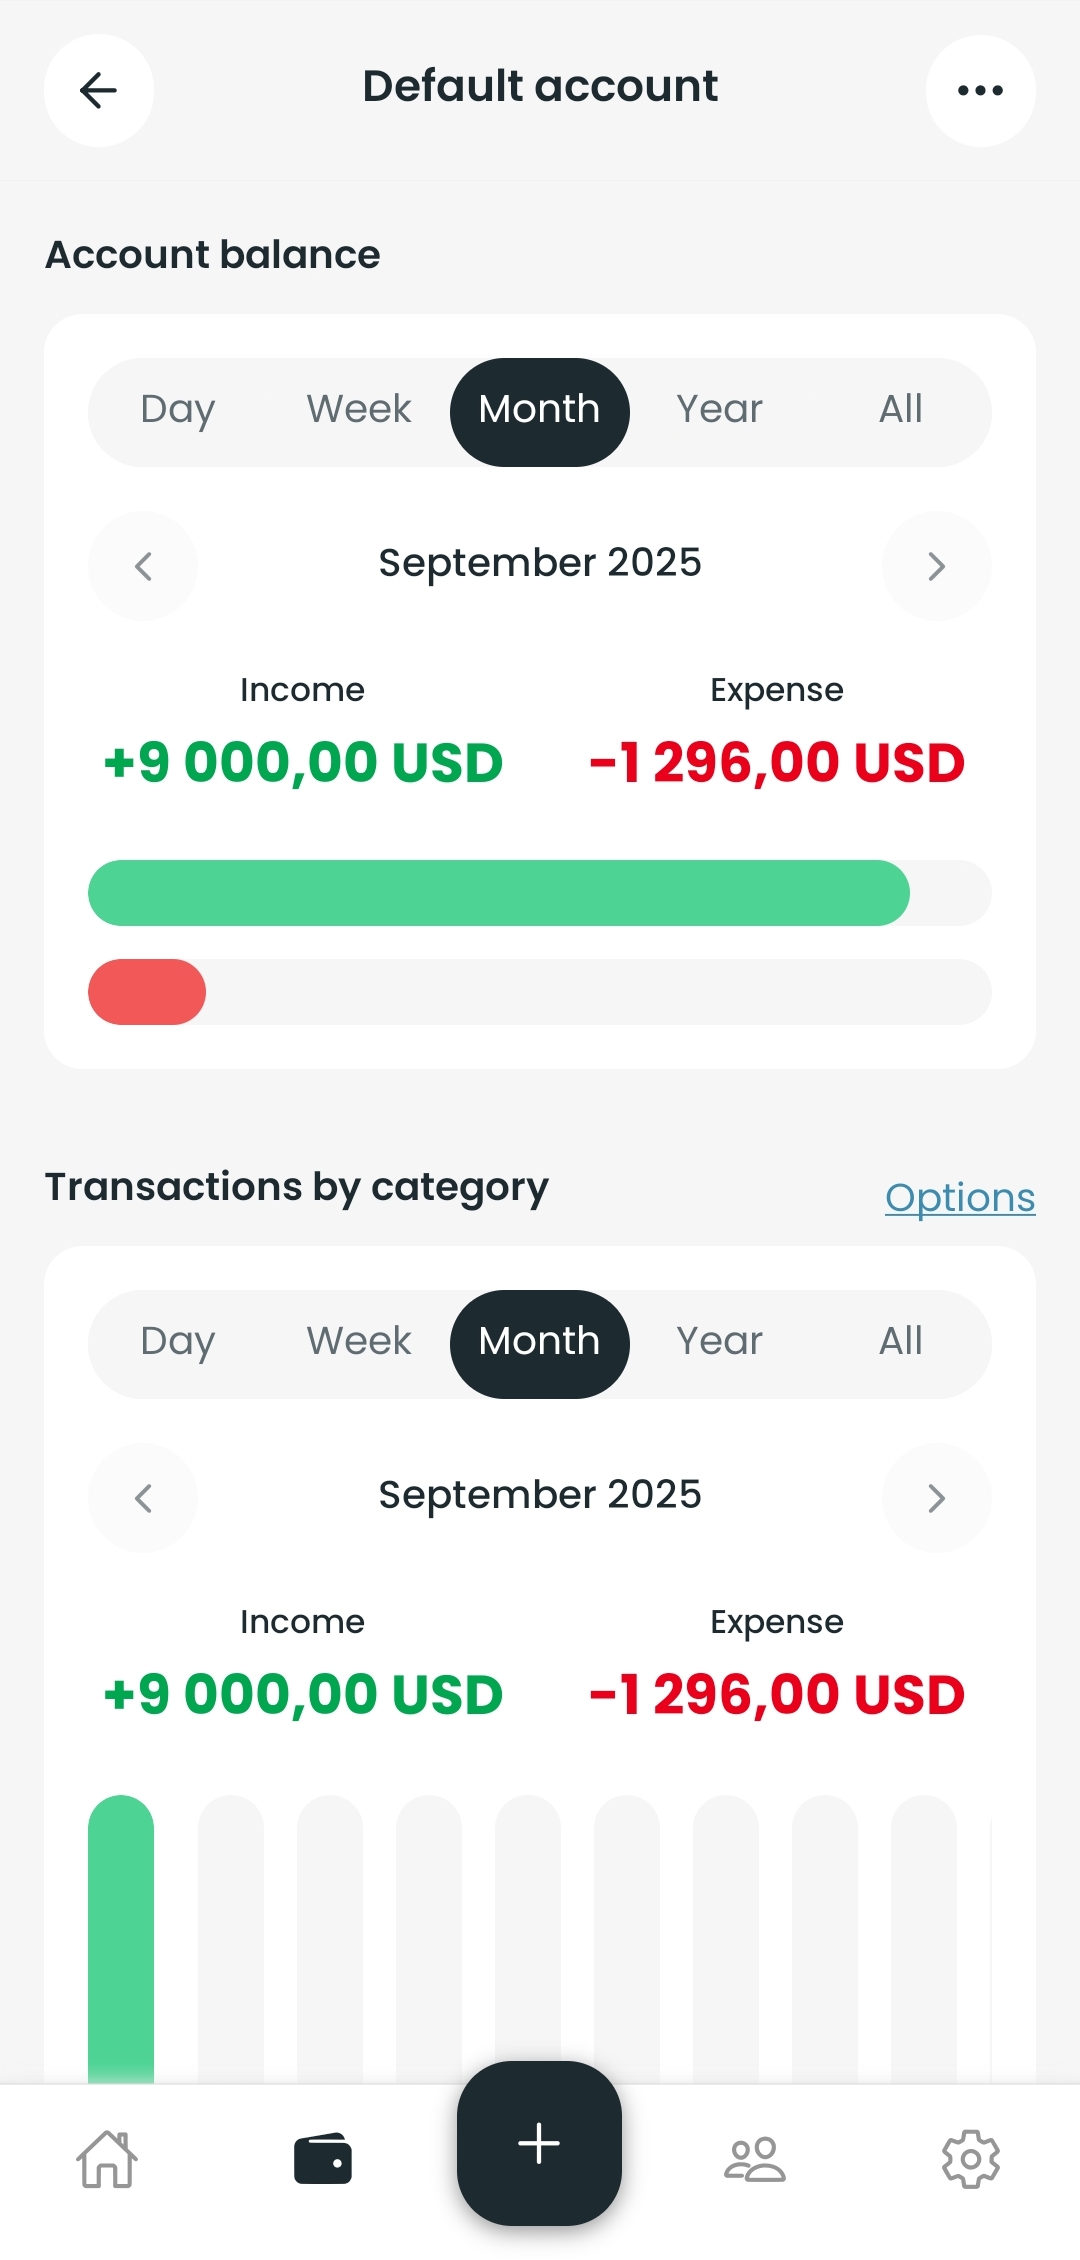 Default account
Account balance
Day Week Month Year All
September 2025
Income Expense
+9 000,00 USD -1 296,00 USD
Transactions by category Options
Day Week Month Year All
September 2025
Income Expense
+9 000,00 USD -1 296,00 USD